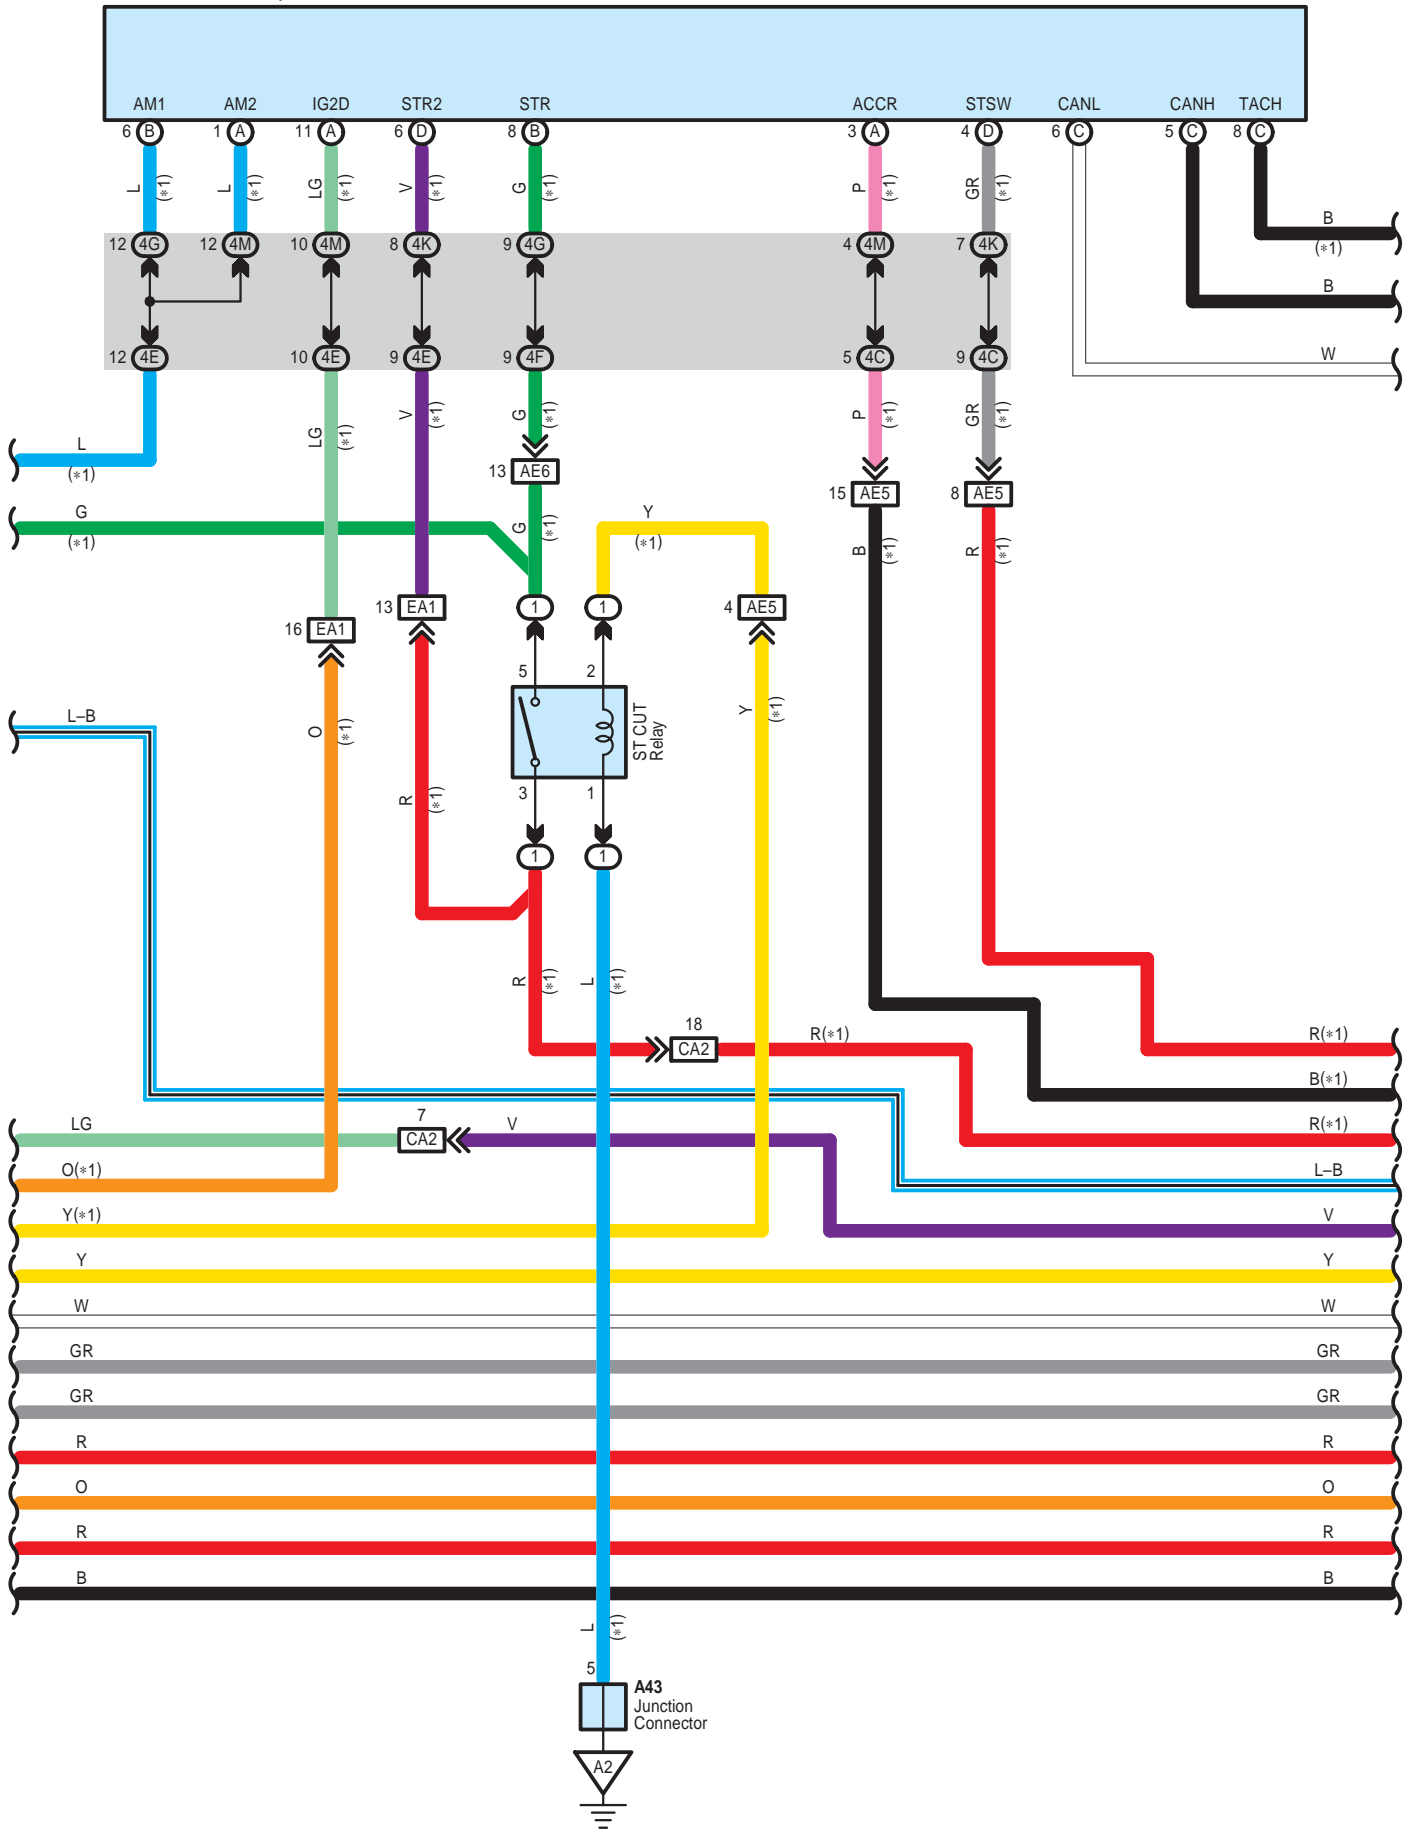 AM1 AM2 IG2D STR2 STR ACCR STSW CANL CANH TACH
6 B 1 A 11 A 6 D 8 B 3 A 4 D 6 C 5 C 8 C
L (*1) L (*1) LG (*1) V (*1) G (*1) P (*1) GR (*1)
B
(*1)
12 4G 12 4M 10 4M 8 4K 9 4G 4 4M 7 4K
B
12 4E 10 4E 9 4E 9 4F 5 4C 9 4C
W
LG (*1) V (*1) G (*1) P (*1) GR (*1)
L
(*1)
13 AE6
15 AE5 8 AE5
G
(*1)
G (*1)
Y
(*1)
B (*1) R (*1)
16 EA1 13 EA1 1 1 4 AE5
5 2
L–B
O (*1)
ST CUT
Relay
Y (*1)
R (*1)
3 1
1 1
R (*1) L (*1)
18
CA2
R(*1)
R(*1)
B(*1)
LG
7
CA2
V
R(*1)
O(*1)
L–B
Y(*1)
V
Y Y
W W
GR GR
GR GR
R R
O O
R R
B B
L (*1)
5
A43
Junction
Connector
A2